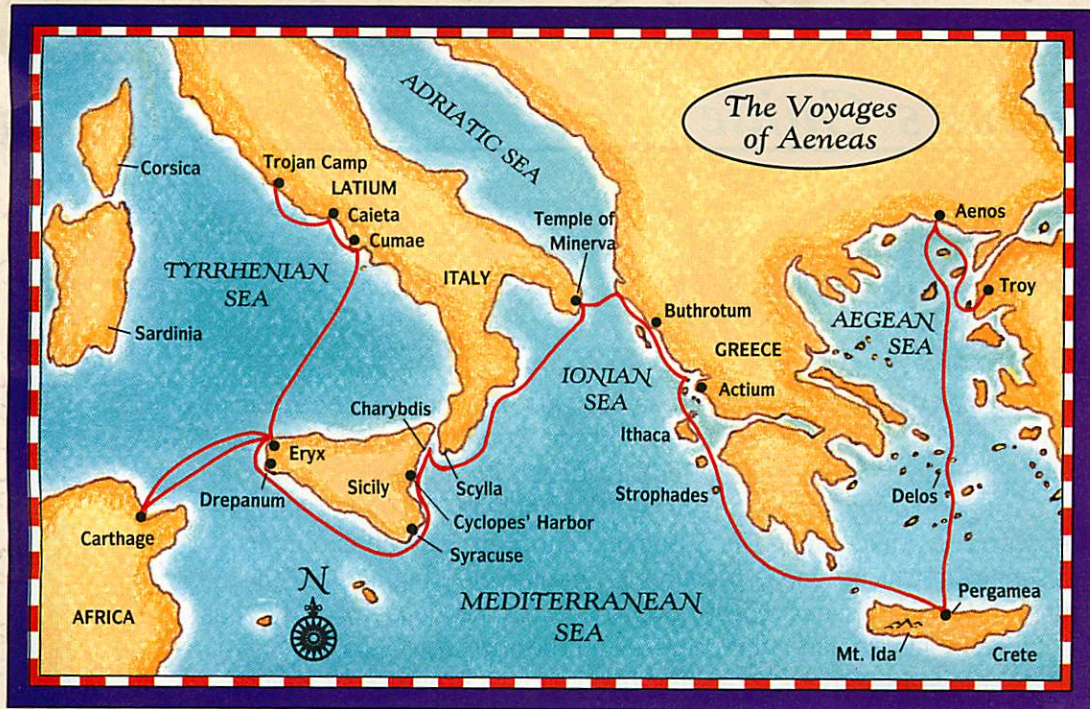 The Voyages
of Aeneas
ADRIATIC SEA
Corsica
Trojan Camp
LATIUM
Caieta
Cumae
Temple of
Minerva
Aenos
TYRRHENIAN
SEA
ITALY
Troy
Sardinia
Buthrotum
AEGEAN
SEA
GREECE
IONIAN
SEA
Actium
Charybdis
Ithaca
Eryx
Drepanum
Sicily
Scylla
Strophades
Delos
Cyclopes' Harbor
Carthage
Syracuse
N
MEDITERRANEAN
SEA
Pergamea
AFRICA
Mt. Ida
Crete